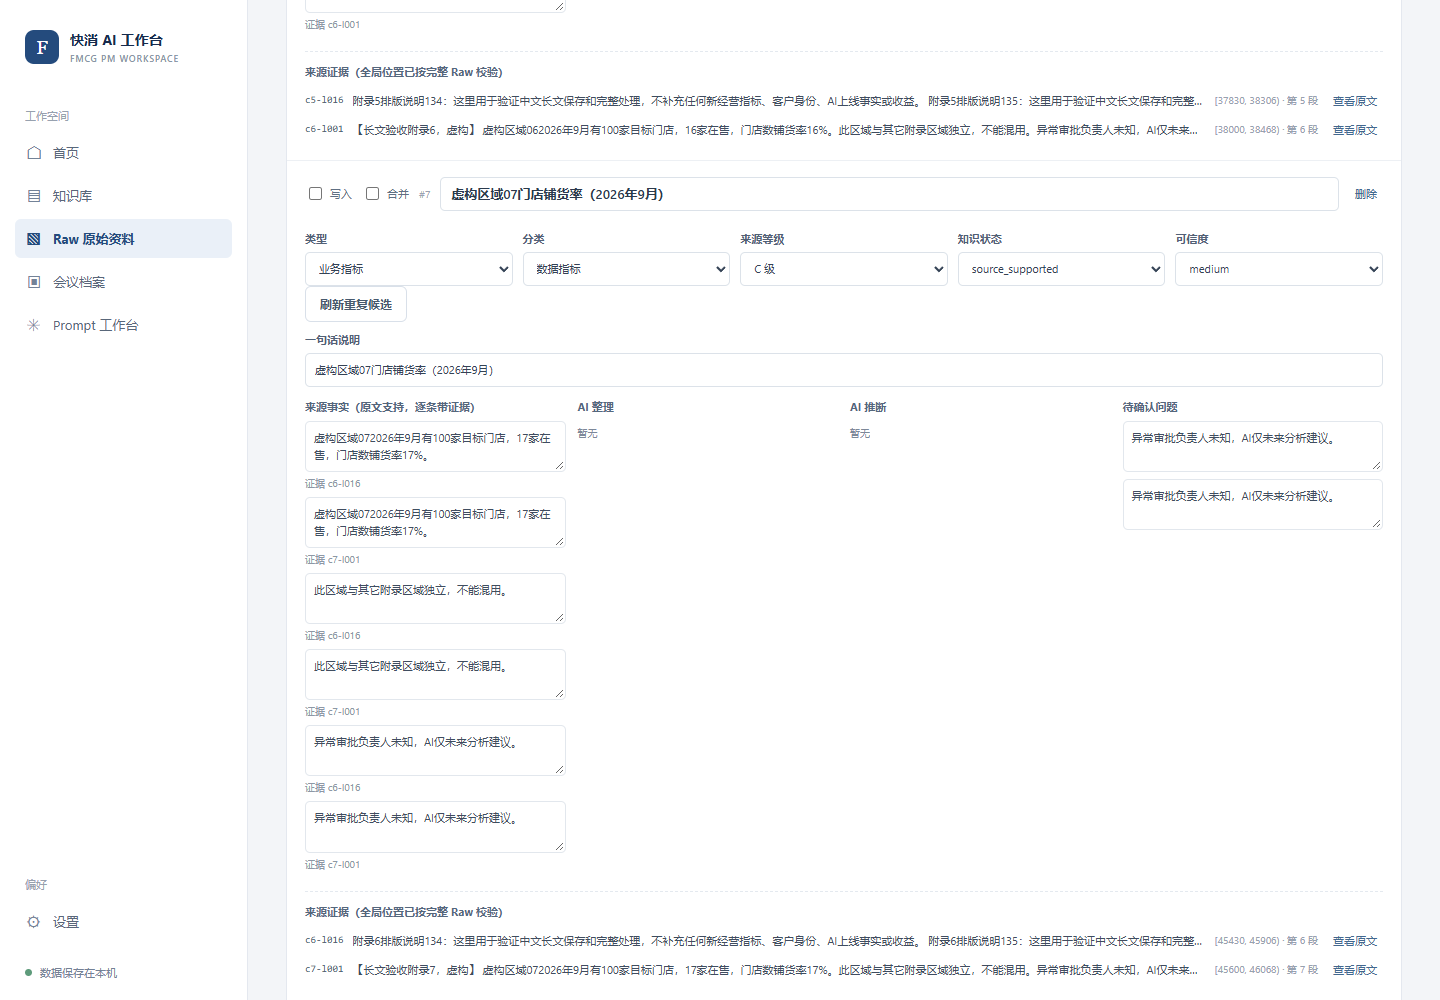 F
快消 AI 工作台
FMCG PM WORKSPACE
工作空间
首页
知识库
Raw 原始资料
会议档案
Prompt 工作台
偏好
设置
数据保存在本机
证据 c6-l001
来源证据（全局位置已按完整 Raw 校验）
c5-l016 附录5排版说明134：这里用于验证中文长文保存和完整处理，不补充任何新经营指标、客户身份、AI上线事实或收益。 附录5排版说明135：这里用于验证中文长文保存和完整... [37830, 38306) · 第 5 段 查看原文
c6-l001 【长文验收附录6，虚构】 虚构区域062026年9月有100家目标门店，16家在售，门店数铺货率16%。此区域与其它附录区域独立，不能混用。异常审批负责人未知，AI仅未来... [38000, 38468) · 第 6 段 查看原文
写入 合并 #7 虚构区域07门店铺货率（2026年9月） 删除
类型 分类 来源等级 知识状态 可信度
业务指标 数据指标 C 级 source_supported medium
刷新重复候选
一句话说明
虚构区域07门店铺货率（2026年9月）
来源事实（原文支持，逐条带证据） AI 整理 AI 推断 待确认问题
暂无 暂无
虚构区域072026年9月有100家目标门店，17家在
售，门店数铺货率17%。
证据 c6-l016
虚构区域072026年9月有100家目标门店，17家在
售，门店数铺货率17%。
证据 c7-l001
此区域与其它附录区域独立，不能混用。
证据 c6-l016
此区域与其它附录区域独立，不能混用。
证据 c7-l001
异常审批负责人未知，AI仅未来分析建议。
证据 c6-l016
异常审批负责人未知，AI仅未来分析建议。
证据 c7-l001
异常审批负责人未知，AI仅未来分析建议。
异常审批负责人未知，AI仅未来分析建议。
来源证据（全局位置已按完整 Raw 校验）
c6-l016 附录6排版说明134：这里用于验证中文长文保存和完整处理，不补充任何新经营指标、客户身份、AI上线事实或收益。 附录6排版说明135：这里用于验证中文长文保存和完整... [45430, 45906) · 第 6 段 查看原文
c7-l001 【长文验收附录7，虚构】 虚构区域072026年9月有100家目标门店，17家在售，门店数铺货率17%。此区域与其它附录区域独立，不能混用。异常审批负责人未知，AI仅未来... [45600, 46068) · 第 7 段 查看原文